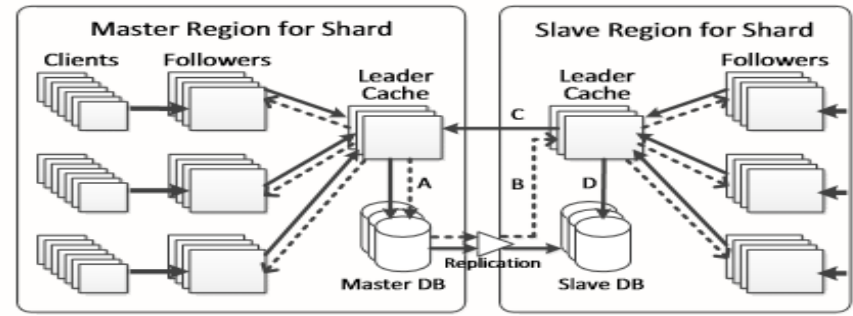 Master Region for Shard
Slave Region for Shard
Clients
Followers
Leader
Cache
Leader
Cache
Followers
C
A
B
D
Replication
Master DB
Slave DB